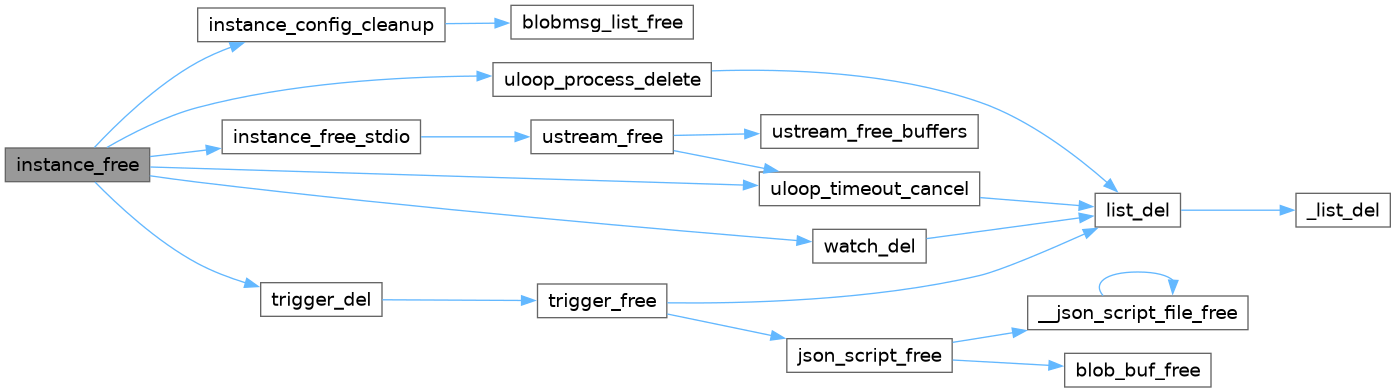 instance_free
instance_config_cleanup
blobmsg_list_free
uloop_process_delete
instance_free_stdio
ustream_free
ustream_free_buffers
uloop_timeout_cancel
list_del
_list_del
watch_del
trigger_del
trigger_free
__json_script_file_free
json_script_free
blob_buf_free